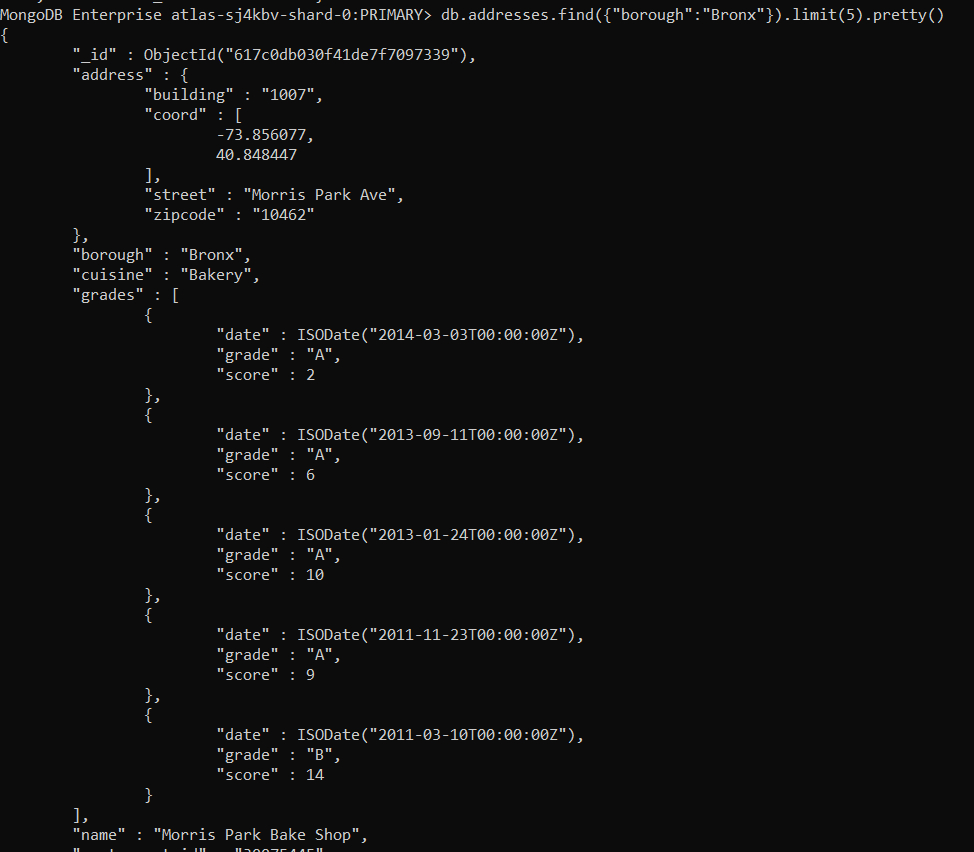 MongoDB Enterprise atlas-sj4kbv-shard-0:PRIMARY> db.addresses.find({"borough":"Bronx"}).limit(5).pretty()
{
"_id" : ObjectId("617c0db030f41de7f7097339"),
"address" : {
"building" : "1007",
"coord" : [
-73.856077,
40.848447
],
"street" : "Morris Park Ave",
"zipcode" : "10462"
},
"borough" : "Bronx",
"cuisine" : "Bakery",
"grades" : [
{
"date" : ISODate("2014-03-03T00:00:00Z"),
"grade" : "A",
"score" : 2
},
{
"date" : ISODate("2013-09-11T00:00:00Z"),
"grade" : "A",
"score" : 6
},
{
"date" : ISODate("2013-01-24T00:00:00Z"),
"grade" : "A",
"score" : 10
},
{
"date" : ISODate("2011-11-23T00:00:00Z"),
"grade" : "A",
"score" : 9
},
{
"date" : ISODate("2011-03-10T00:00:00Z"),
"grade" : "B",
"score" : 14
}
],
"name" : "Morris Park Bake Shop",